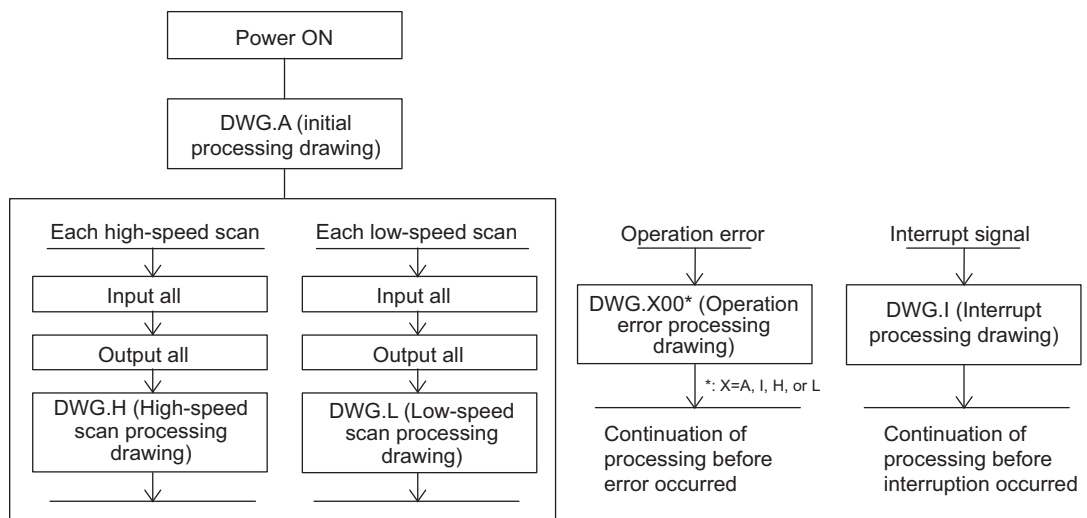 Power ON
DWG.A (initial
processing drawing)
Each high-speed scan
Input all
Output all
DWG.H (High-speed
scan processing
drawing)
Each low-speed scan
Input all
Output all
DWG.L (Low-speed
scan processing
drawing)
Operation error
DWG.X00* (Operation
error processing
drawing)
*: X=A, I, H, or L
Continuation of
processing before
error occurred
Interrupt signal
DWG.I (Interrupt
processing drawing)
Continuation of
processing before
interruption occurred